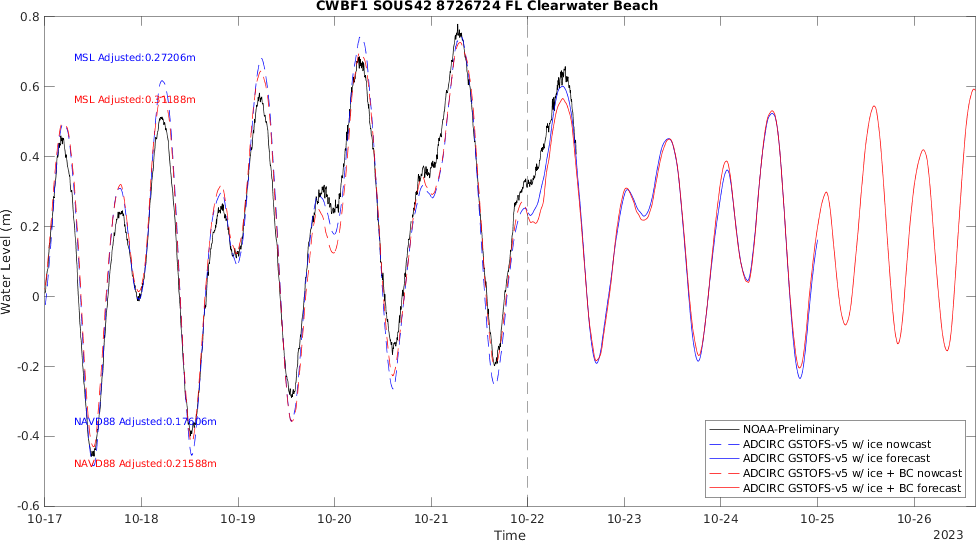 CWBF1 SOUS42 8726724 FL Clearwater Beach
0.8
0.6
0.4
0.2
0
-0.2
-0.4
-0.6
Water Level (m)
MSL Adjusted:0.27206m
MSL Adjusted:0.31188m
NAVD88 Adjusted:0.17606m
NAVD88 Adjusted:0.21588m
NOAA-Preliminary
ADCIRC GSTOFS-v5 w/ ice nowcast
ADCIRC GSTOFS-v5 w/ ice forecast
ADCIRC GSTOFS-v5 w/ ice + BC nowcast
ADCIRC GSTOFS-v5 w/ ice + BC forecast
10-17 10-18 10-19 10-20 10-21 10-22 10-23 10-24 10-25 10-26
Time
2023